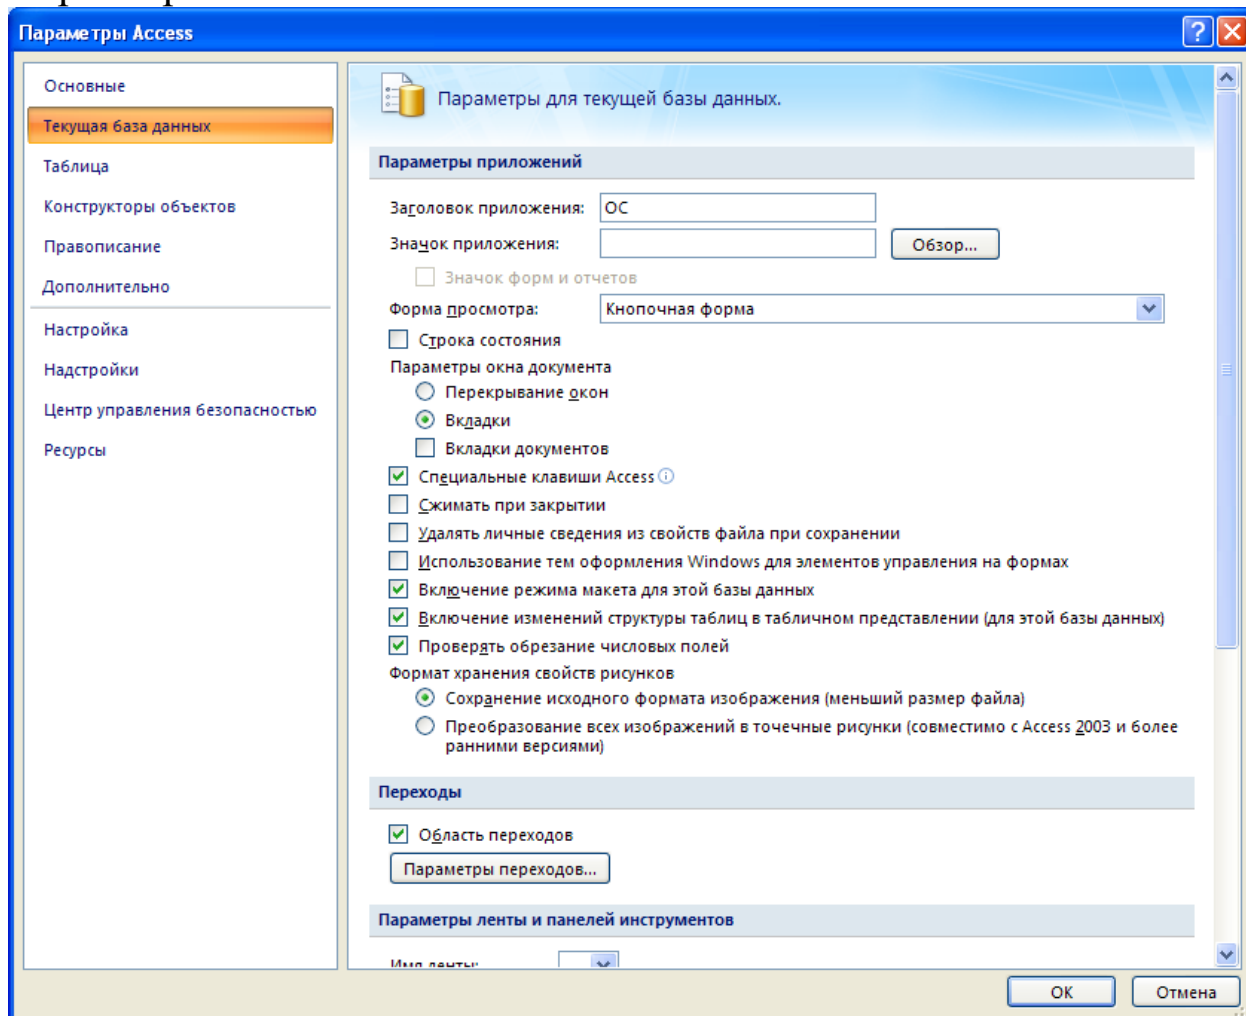 Параметры Access
Основные
Текущая база данных
Таблица
Конструкторы объектов
Правописание
Дополнительно
Настройка
Надстройки
Центр управления безопасностью
Ресурсы
Параметры для текущей базы данных.
Параметры приложений
Заголовок приложения: ОС
Значок приложения: Обзор...
Значок форм и отчетов
Форма просмотра: Кнопочная форма
Строка состояния
Параметры окна документа
Перекрывание окон
Вкладки
Вкладки документов
Специальные клавиши Access
Сжимать при закрытии
Удалять личные сведения из свойств файла при сохранении
Использование тем оформления Windows для элементов управления на формах
Включение режима макета для этой базы данных
Включение изменений структуры таблиц в табличном представлении (для этой базы данных)
Проверять обрезание числовых полей
Формат хранения свойств рисунков
Сохранение исходного формата изображения (меньший размер файла)
Преобразование всех изображений в точечные рисунки (совместимо с Access 2003 и более
ранними версиями)
Переходы
Область переходов
Параметры переходов...
Параметры ленты и панелей инструментов
Имя ленты:
ОК
Отмена